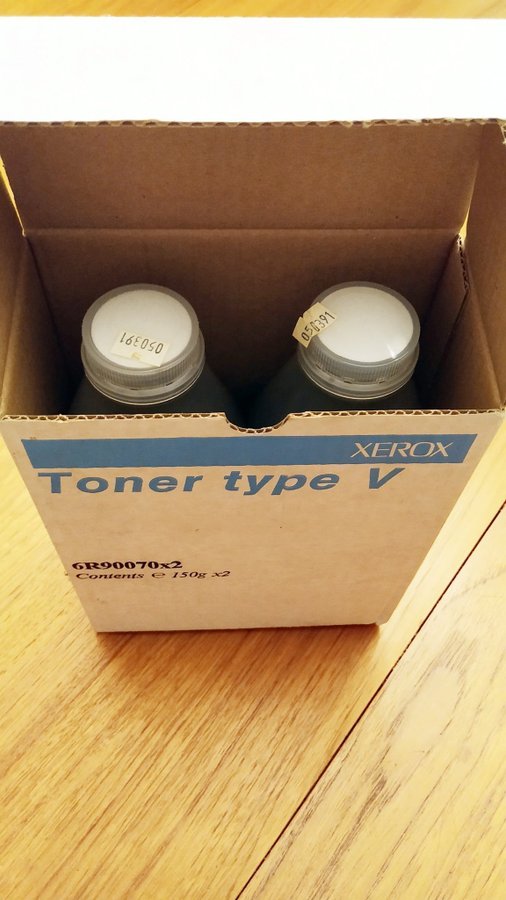 050391
050391
XEROX
Toner type V
6R90070x2
Contents ℮ 150g x2